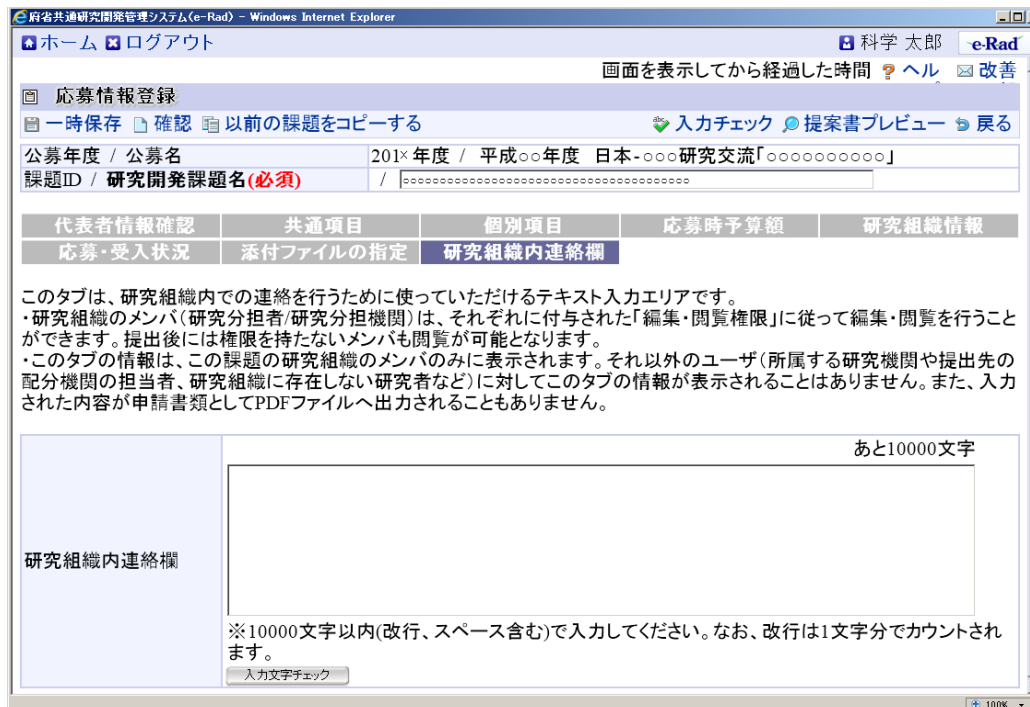 府省共通研究開発管理システム(e-Rad) - Windows Internet Explorer
ホーム ログアウト 科学 太郎 e-Rad
画面を表示してから経過した時間 ヘル 改善
応募情報登録
一時保存 確認 以前の課題をコピーする 入力チェック 提案書プレビュー 戻る
公募年度 / 公募名 201×年度 / 平成○○年度 日本-○○○研究交流「○○○○○○○○○○」
課題ID / 研究開発課題名(必須) /
代表者情報確認 共通項目 個別項目 応募時予算額 研究組織情報
応募・受入状況 添付ファイルの指定 研究組織内連絡欄
このタブは、研究組織内での連絡を行うために使っていただけるテキスト入力エリアです。
・研究組織のメンバ(研究分担者/研究分担機関)は、それぞれに付与された「編集・閲覧権限」に従って編集・閲覧を行うこと
ができます。提出後には権限を持たないメンバも閲覧が可能となります。
・このタブの情報は、この課題の研究組織のメンバのみに表示されます。それ以外のユーザ(所属する研究機関や提出先の
配分機関の担当者、研究組織に存在しない研究者など)に対してこのタブの情報が表示されることはありません。また、入力
された内容が申請書類としてPDFファイルへ出力されることもありません。
あと10000文字
研究組織内連絡欄
※10000文字以内(改行、スペース含む)で入力してください。なお、改行は1文字分でカウントされ
ます。
入力文字チェック
100%